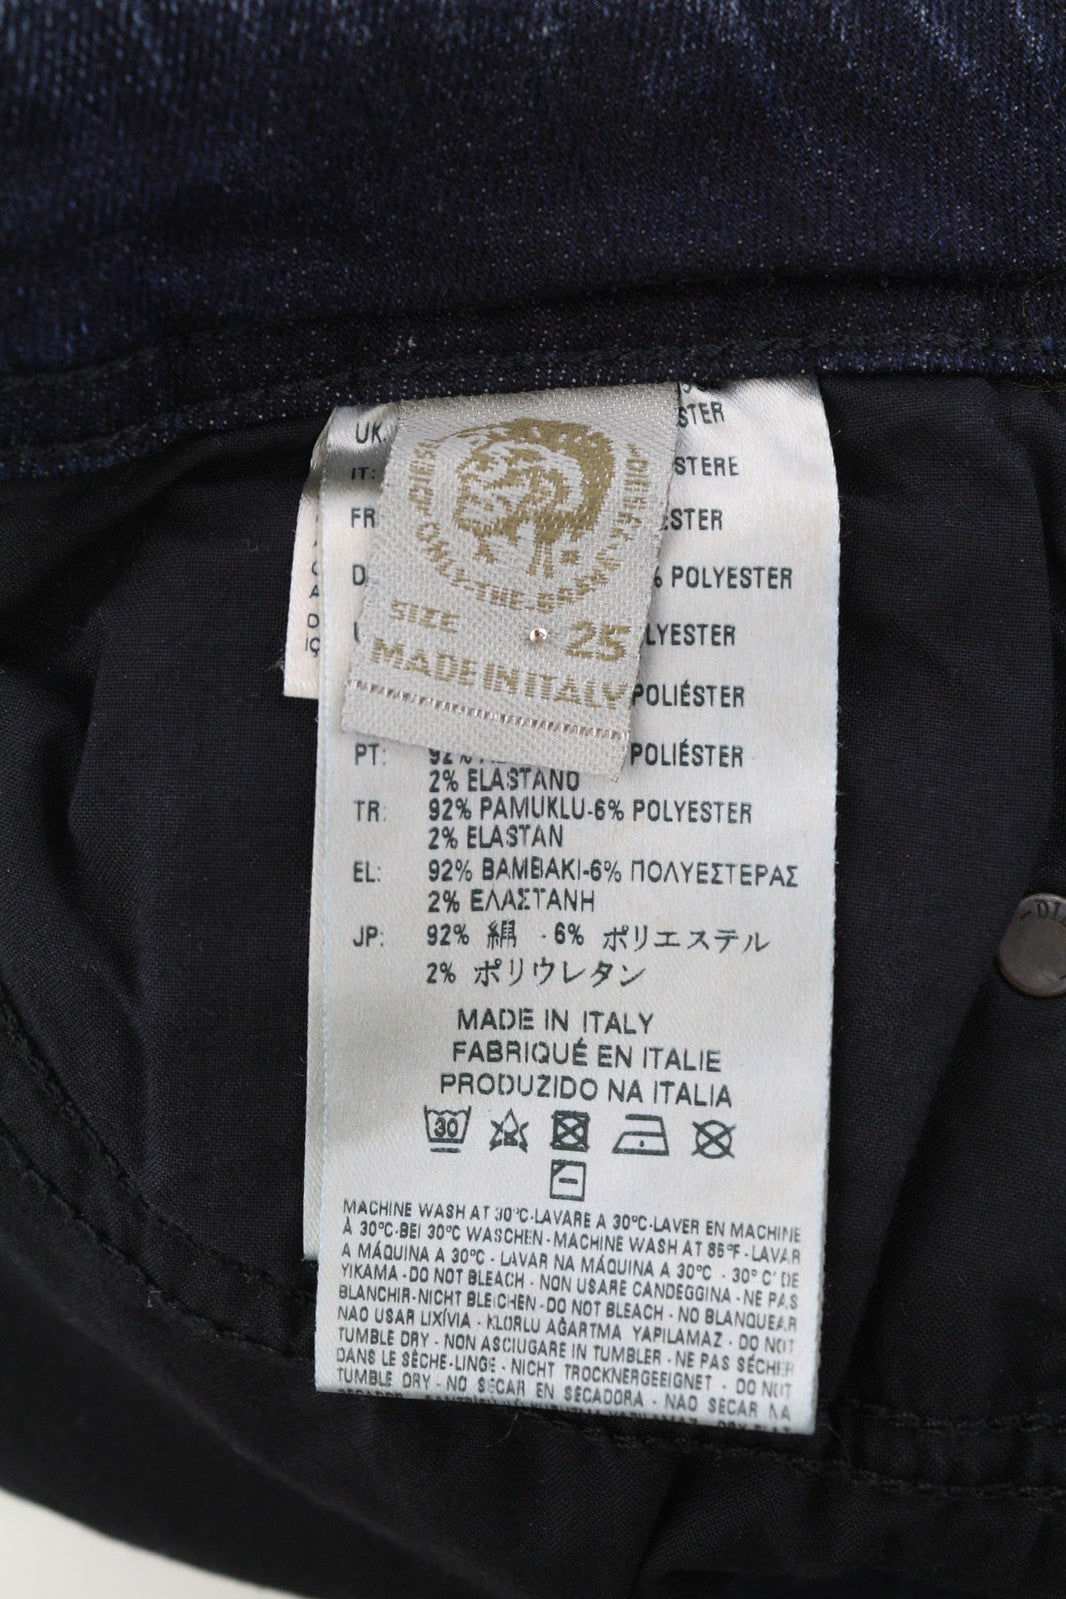 UK:
STER
IT:
STERE
FR
ESTER
D
% POLYESTER
LYESTER
POLIÉSTER
DIESEL
ONLY-THE-BRAVE
SIZE 25
MADE IN ITALY
PT: 92% POLIÉSTER
2% ELASTANO
TR: 92% PAMUKLU-6% POLYESTER
2% ELASTAN
EL: 92% BAMBAKI-6% ΠΟΛΥΕΣΤΕΡΑΣ
2% ΕΛΑΣΤΑΝΗ
JP: 92% 綿 - 6% ポリエステル
2% ポリウレタン
MADE IN ITALY
FABRIQUÉ EN ITALIE
PRODUZIDO NA ITALIA
30
MACHINE WASH AT 30°C-LAVARE A 30°C-LAVER EN MACHINE
À 30°C-BEI 30°C WASCHEN - MACHINE WASH AT 85°F - LAVAR
A MÁQUINA A 30°C - LAVAR NA MÁQUINA A 30°C - 30° C' DE
YIKAMA - DO NOT BLEACH - NON USARE CANDEGGINA - NE PAS
BLANCHIR-NICHT BLEICHEN - DO NOT BLEACH - NO BLANQUEAR
NAO USAR LIXÍVIA - KLORLU AĞARTMA YAPILAMAZ - DO NOT
TUMBLE DRY - NON ASCIUGARE IN TUMBLER - NE PAS SÉCHER
DANS LE SÈCHE-LINGE - NICHT TROCKNERGEEIGNET - DO NOT
TUMBLE DRY - NO SECAR EN SECADORA - NAO SECAR NA